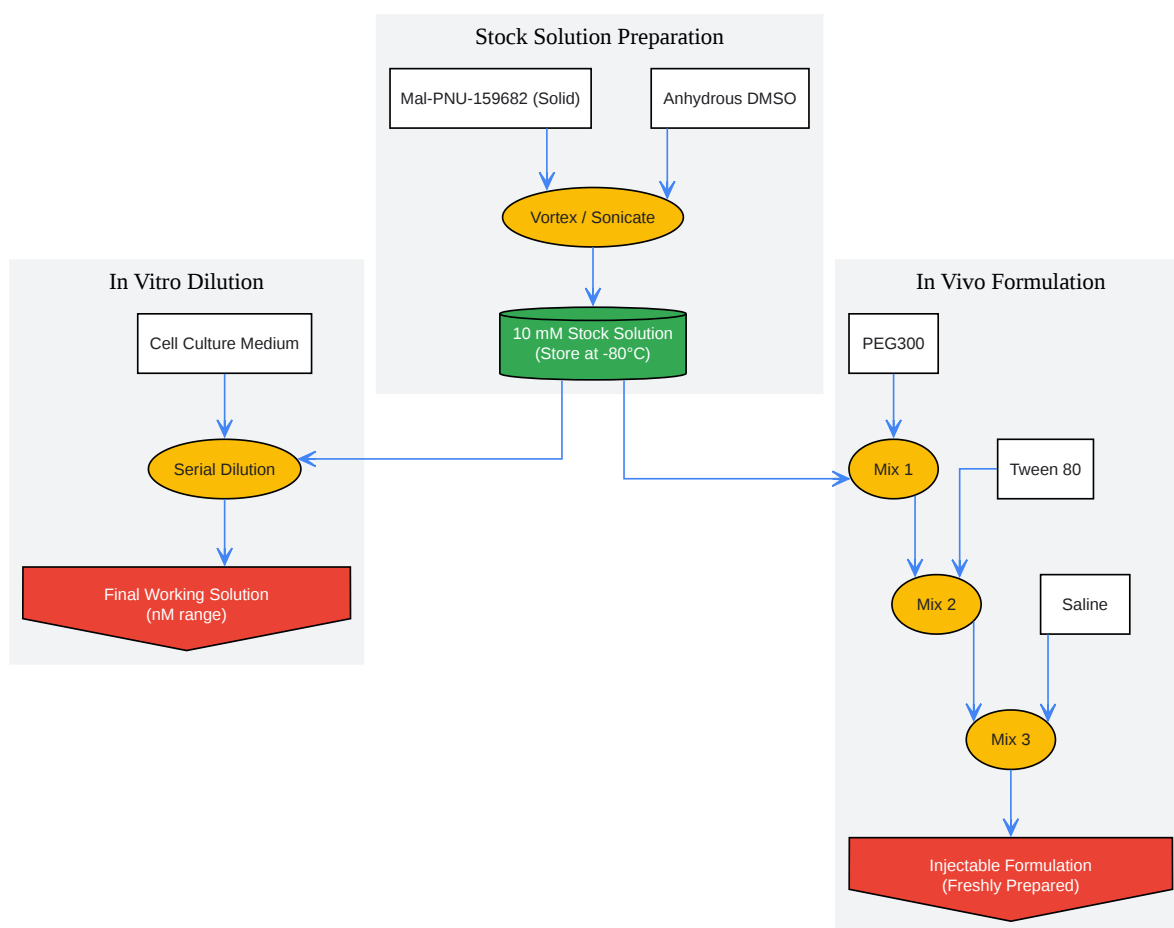 Stock Solution Preparation
Mal-PNU-159682 (Solid)
Anhydrous DMSO
Vortex / Sonicate
10 mM Stock Solution
(Store at -80°C)
In Vitro Dilution
Cell Culture Medium
Serial Dilution
Final Working Solution
(nM range)
In Vivo Formulation
PEG300
Mix 1
Tween 80
Mix 2
Saline
Mix 3
Injectable Formulation
(Freshly Prepared)